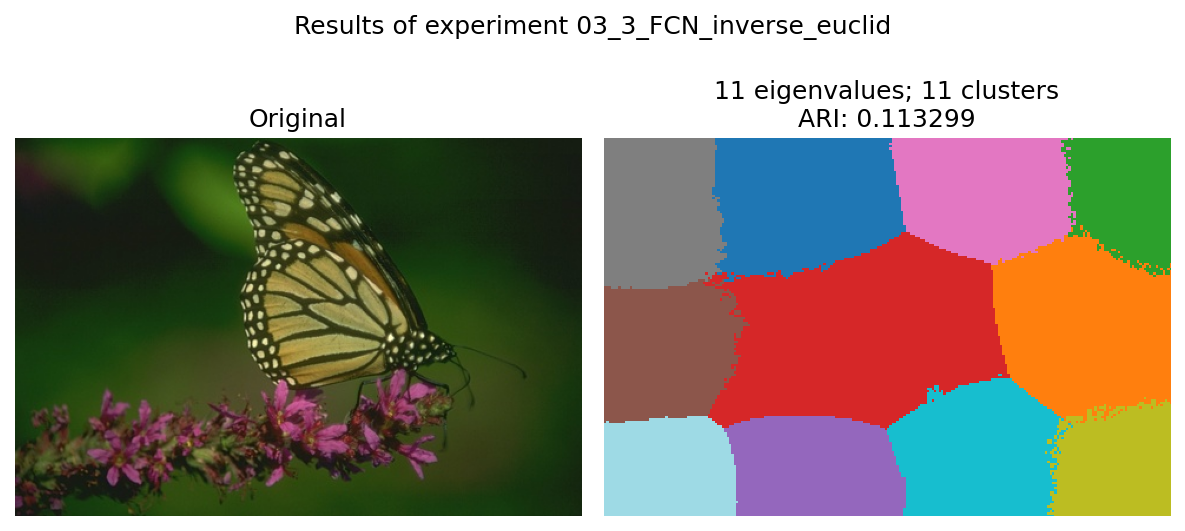 Results of experiment 03_3_FCN_inverse_euclid
Original
11 eigenvalues; 11 clusters
ARI: 0.113299